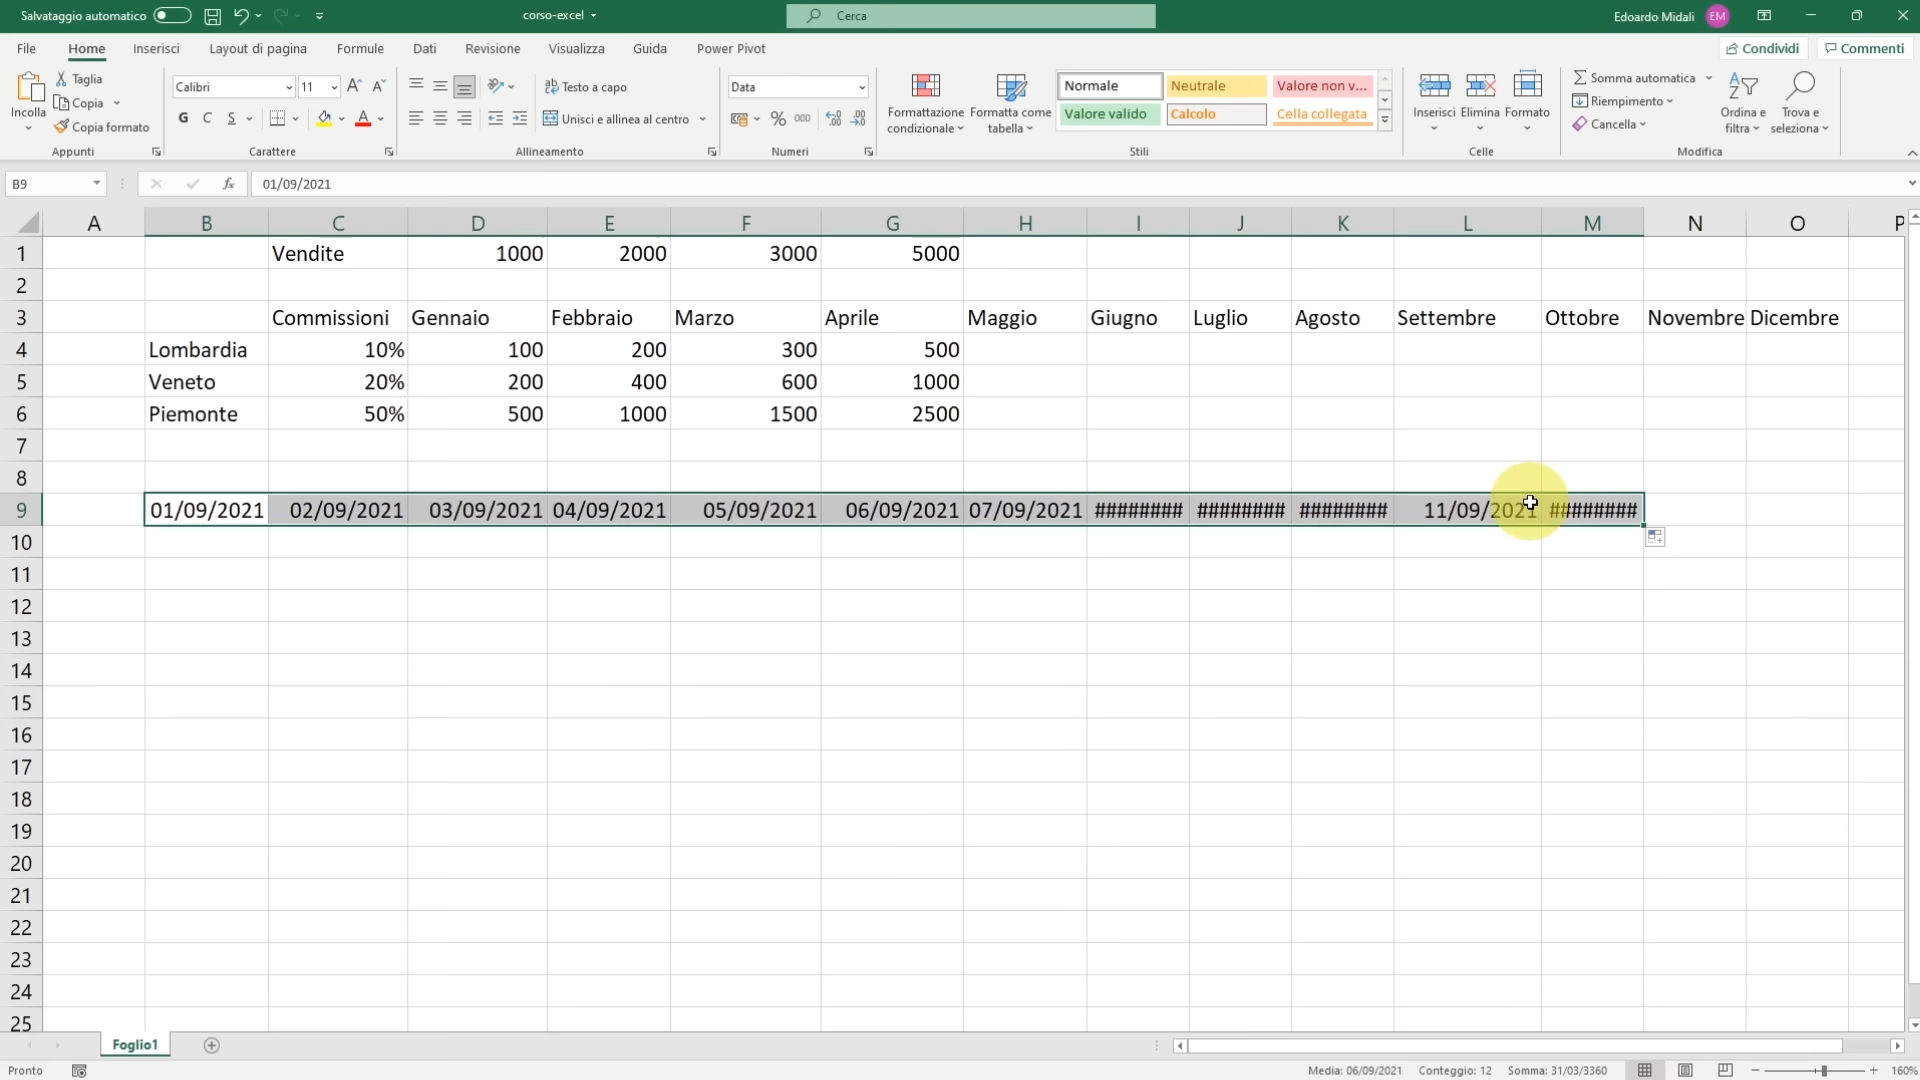 Salvataggio automatico
corso-excel
Cerca
Edoardo Midali EM
File Home Inserisci Layout di pagina Formule Dati Revisione Visualizza Guida Power Pivot
Condividi Commenti
Incolla
Taglia
Copia
Copia formato
Appunti
Calibri 11
G C S
Carattere
Testo a capo
Unisci e allinea al centro
Allineamento
Data
% 000
Numeri
Formattazione condizionale
Formatta come tabella
Normale Neutrale Valore non v...
Valore valido Calcolo Cella collegata
Stili
Inserisci Elimina Formato
Celle
Somma automatica
Riempimento
Cancella
Ordina e filtra
Trova e seleziona
Modifica
B9 fx 01/09/2021
A B C D E F G H I J K L M N O P
1 Vendite 1000 2000 3000 5000
2
3 Commissioni Gennaio Febbraio Marzo Aprile Maggio Giugno Luglio Agosto Settembre Ottobre Novembre Dicembre
4 Lombardia 10% 100 200 300 500
5 Veneto 20% 200 400 600 1000
6 Piemonte 50% 500 1000 1500 2500
7
8
9 01/09/2021 02/09/2021 03/09/2021 04/09/2021 05/09/2021 06/09/2021 07/09/2021 ######## ######## ######## 11/09/2021 ########
10
11
12
13
14
15
16
17
18
19
20
21
22
23
24
25
Foglio1
Pronto
Media: 06/09/2021 Conteggio: 12 Somma: 31/03/3360
160%